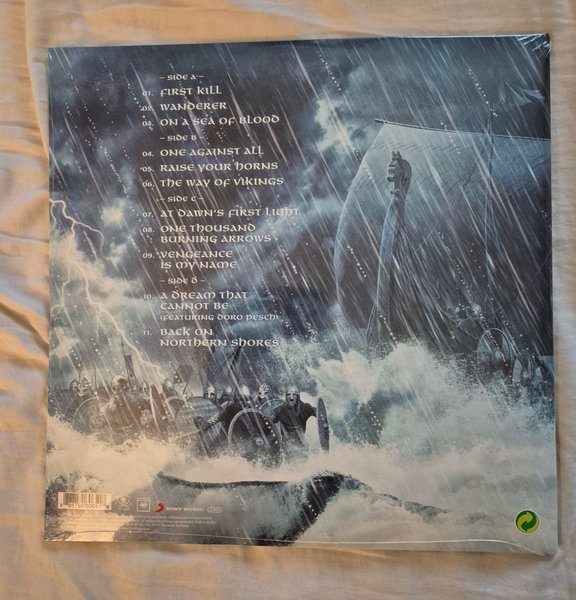 – SIDE A –
01. FIRST KILL
02. WANDERER
03. ON A SEA OF BLOOD
– SIDE B –
04. ONE AGAINST ALL
05. RAISE YOUR HORNS
06. THE WAY OF VIKINGS
– SIDE C –
07. AT DAWN'S FIRST LIGHT
08. ONE THOUSAND
BURNING ARROWS
09. VENGEANCE
IS MY NAME
– SIDE D –
10. A DREAM THAT
CANNOT BE
(FEATURING DORO PESCH)
11. BACK ON
NORTHERN SHORES
SONY MUSIC